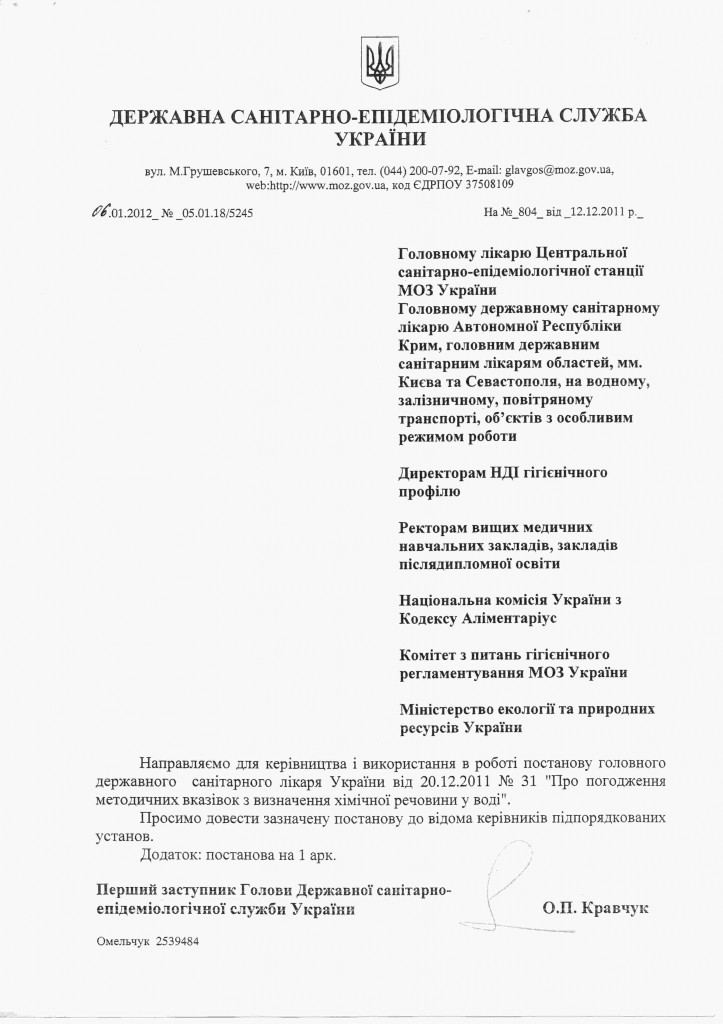 ДЕРЖАВНА САНІТАРНО-ЕПІДЕМІОЛОГІЧНА СЛУЖБА
УКРАЇНИ
вул. М.Грушевського, 7, м. Київ, 01601, тел. (044) 200-07-92, E-mail: glavgos@moz.gov.ua,
web:http://www.moz.gov.ua, код ЄДРПОУ 37508109
06.01.2012_ № _05.01.18/5245
На №_804_ від _12.12.2011 р._
Головному лікарю Центральної
санітарно-епідеміологічної станції
МОЗ України
Головному державному санітарному
лікарю Автономної Республіки
Крим, головним державним
санітарним лікарям областей, мм.
Києва та Севастополя, на водному,
залізничному, повітряному
транспорті, об’єктів з особливим
режимом роботи
Директорам НДІ гігієнічного
профілю
Ректорам вищих медичних
навчальних закладів, закладів
післядипломної освіти
Національна комісія України з
Кодексу Аліментаріус
Комітет з питань гігієнічного
регламентування МОЗ України
Міністерство екології та природних
ресурсів України
Направляємо для керівництва і використання в роботі постанову головного
державного санітарного лікаря України від 20.12.2011 № 31 "Про погодження
методичних вказівок з визначення хімічної речовини у воді".
Просимо довести зазначену постанову до відома керівників підпорядкованих
установ.
Додаток: постанова на 1 арк.
Перший заступник Голови Державної санітарно-
епідеміологічної служби України
О.П. Кравчук
Омельчук 2539484